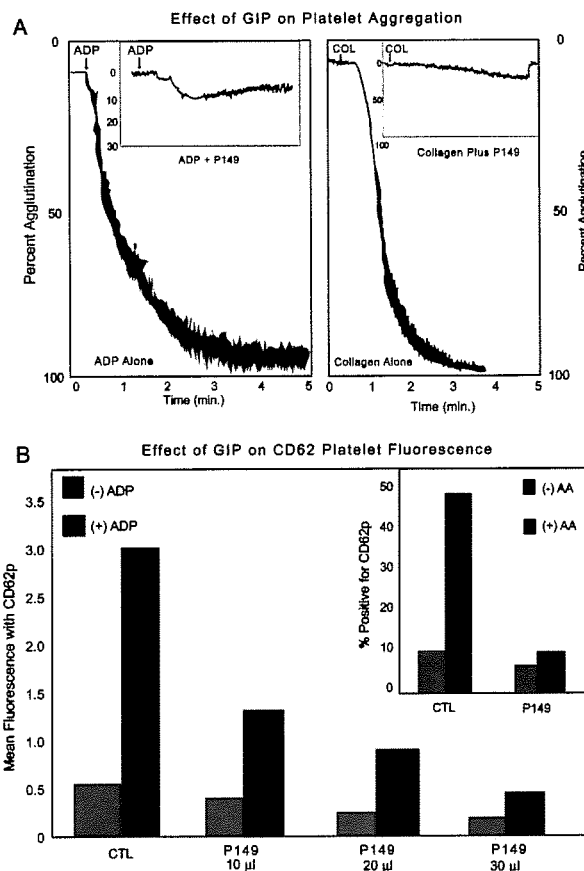 Effect of GIP on Platelet Aggregation
A
0
ADP
ADP
0
10
20
30
ADP + P149
50
100
Percent Agglutination
ADP Alone
0 1 2 3 4 5
Time (min.)
COL
COL
0
50
100
Collagen Plus P149
0
50
100
Percent Agglutination
Collagen Alone
0 1 2 3 4 5
Time (min.)
B
Effect of GIP on CD62 Platelet Fluorescence
Mean Fluorescence with CD62p
3.5
3.0
2.5
2.0
1.5
1.0
0.5
0
(-) ADP
(+) ADP
CTL
P149
10 µl
P149
20 µl
P149
30 µl
% Positive for CD62p
50
40
30
20
10
0
(-) AA
(+) AA
CTL
P149